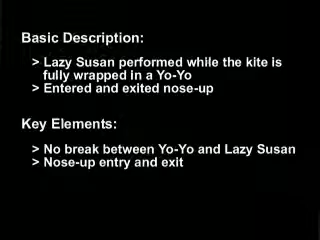 Basic Description:
> Lazy Susan performed while the kite is
fully wrapped in a Yo-Yo
> Entered and exited nose-up
Key Elements:
> No break between Yo-Yo and Lazy Susan
> Nose-up entry and exit